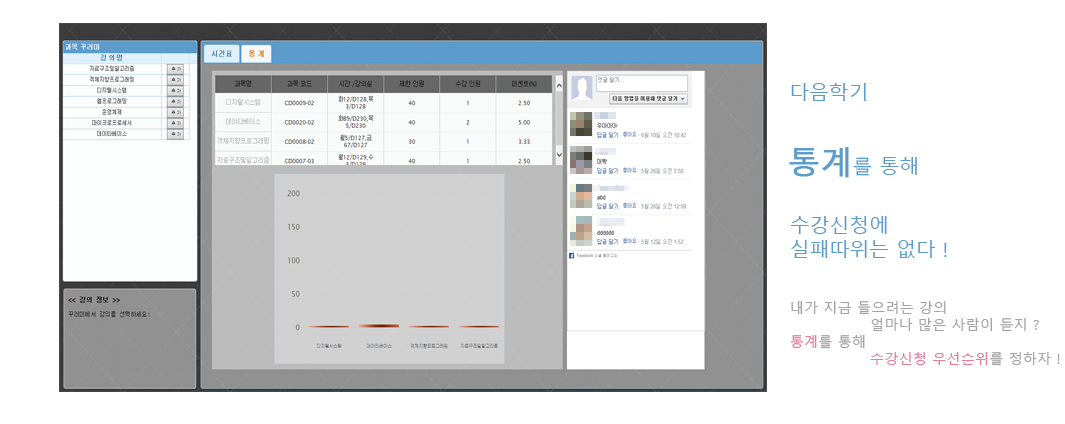 과목 꾸러미
강 의 명
자료구조및알고리즘
객체지향프로그래밍
디지털시스템
웹프로그래밍
운영체제
마이크로프로세서
데이터베이스
<< 강의 정보 >>
꾸러미에서 강의를 선택하세요!
시간표 통 계
과목명 과목 코드 시간 /강의실 제한 인원 수강 인원 퍼센트(%)
디지털시스템 CD0009-02 화12/D128,목3/D128 40 1 2.50
데이터베이스 CD0020-02 화89/D230,목5/D230 40 2 5.00
객체지향프로그래밍 CD0008-02 월5/D127,금67/D127 30 1 3.33
자료구조및알고리즘 CD0007-03 월12/D129,수3/D129 40 1 2.50
200
150
100
50
0
디지털시스템 데이터베이스 객체지향프로그래밍 자료구조및알고리즘
댓글 달기...
다음 방법을 이용해 댓글 달기
우아아아
답글 달기 · 좋아요 · 6월 10일 오전 10:42
대박
답글 달기 · 좋아요 · 5월 26일 오전 2:50
abd
답글 달기 · 좋아요 · 5월 26일 오전 12:59
dddddd
답글 달기 · 좋아요 · 5월 12일 오전 1:52
Facebook 소셜 플러그인
다음학기
통계를 통해
수강신청에
실패따위는 없다 !
내가 지금 들으려는 강의
얼마나 많은 사람이 듣지 ?
통계를 통해
수강신청 우선순위를 정하자 !